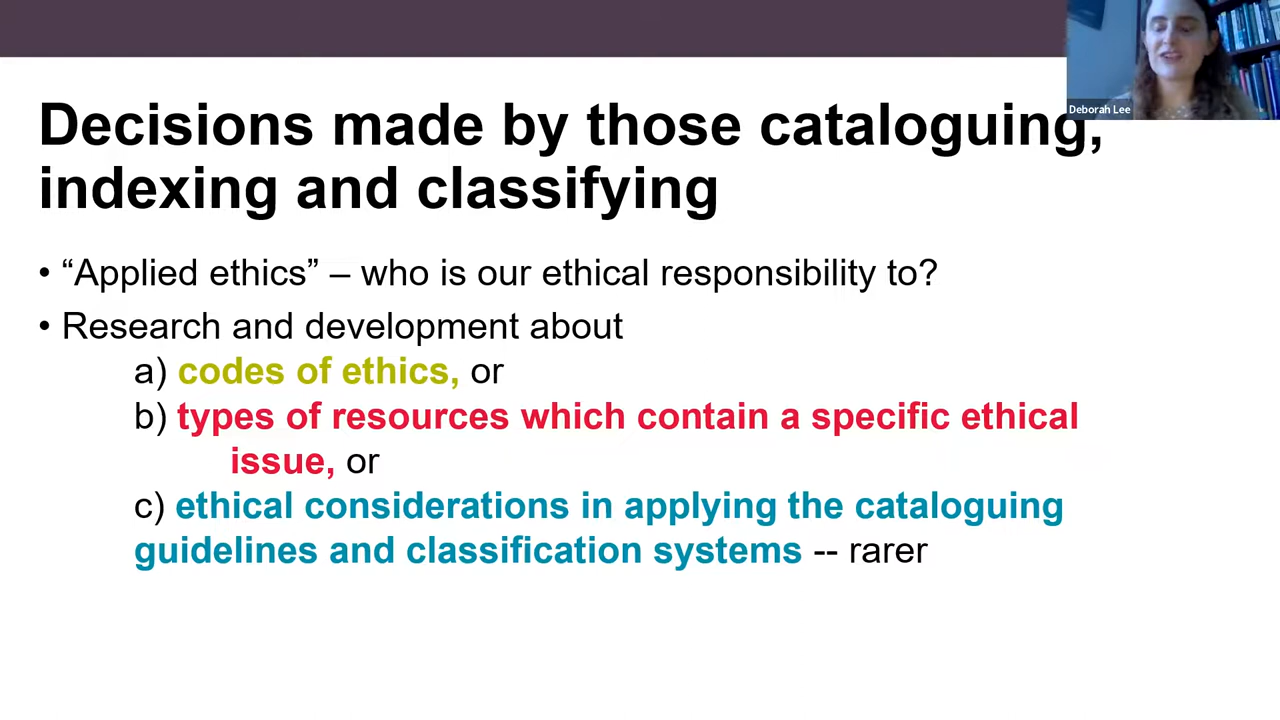 Deborah Lee
Decisions made by those cataloguing,
indexing and classifying
• “Applied ethics” – who is our ethical responsibility to?
• Research and development about
a) codes of ethics, or
b) types of resources which contain a specific ethical
issue, or
c) ethical considerations in applying the cataloguing
guidelines and classification systems -- rarer